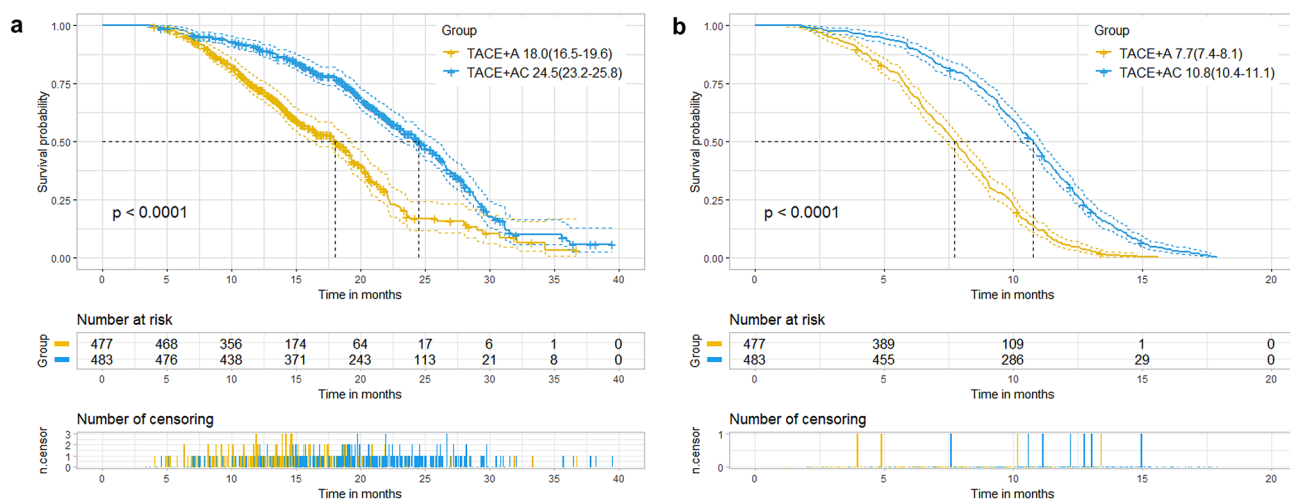 a
Group
TACE+A 18.0(16.5-19.6)
TACE+AC 24.5(23.2-25.8)
Survival probability
1.00
0.75
0.50
0.25
0.00
p < 0.0001
0 5 10 15 20 25 30 35 40
Time in months
Number at risk
Group
477 468 356 174 64 17 6 1 0
483 476 438 371 243 113 21 8 0
0 5 10 15 20 25 30 35 40
Time in months
Number of censoring
n.censor
3
2
1
0
0 5 10 15 20 25 30 35 40
Time in months
b
Group
TACE+A 7.7(7.4-8.1)
TACE+AC 10.8(10.4-11.1)
Survival probability
1.00
0.75
0.50
0.25
0.00
p < 0.0001
0 5 10 15 20
Time in months
Number at risk
Group
477 389 109 1 0
483 455 286 29 0
0 5 10 15 20
Time in months
Number of censoring
n.censor
1
0
0 5 10 15 20
Time in months